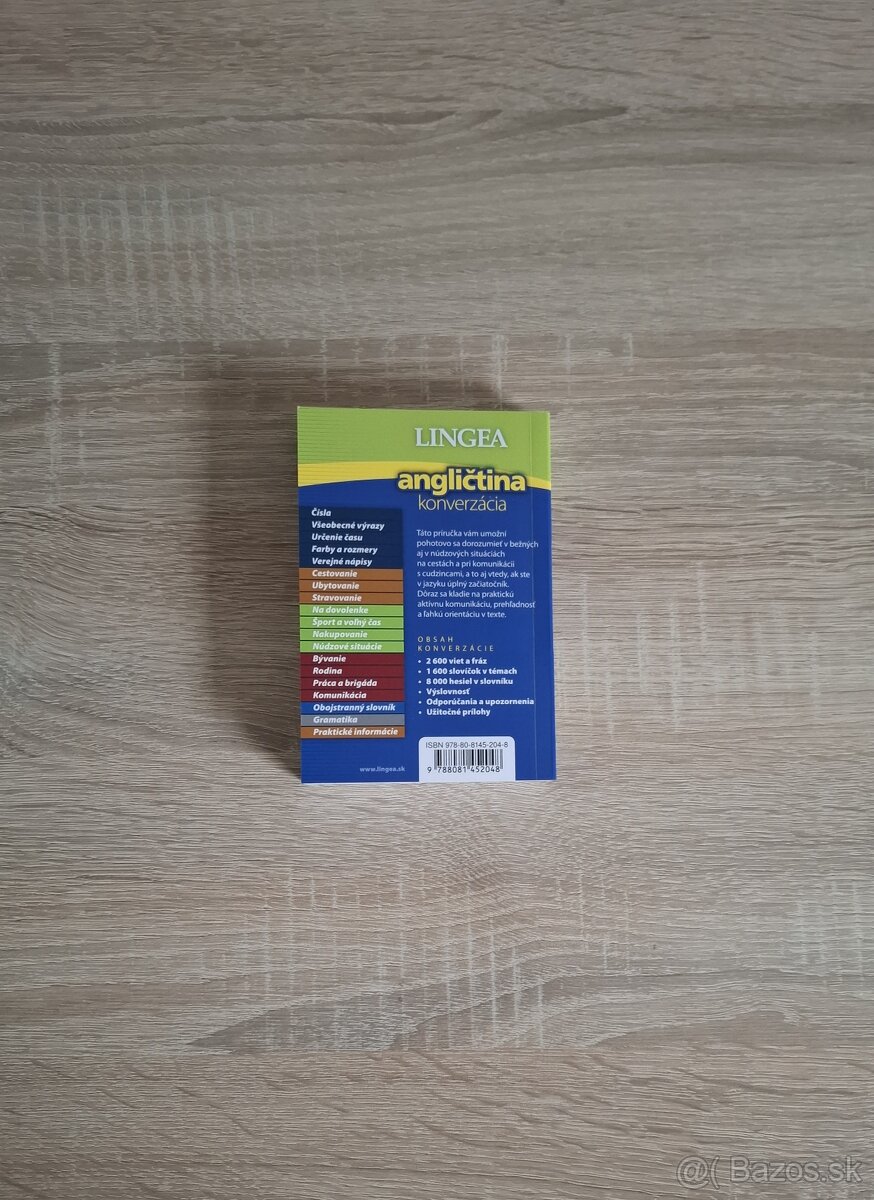 LINGEA
angličtina
konverzácia
Čísla
Všeobecné výrazy
Určenie času
Farby a rozmery
Verejné nápisy
Cestovanie
Ubytovanie
Stravovanie
Na dovolenke
Šport a voľný čas
Nakupovanie
Núdzové situácie
Bývanie
Rodina
Práca a brigáda
Komunikácia
Obojstranný slovník
Gramatika
Praktické informácie
www.lingea.sk
Táto príručka vám umožní
pohotovo sa dorozumieť v bežných
aj v núdzových situáciách
na cestách a pri komunikácii
s cudzincami, a to aj vtedy, ak ste
v jazyku úplný začiatočník.
Dôraz sa kladie na praktickú
aktívnu komunikáciu, prehľadnosť
a ľahkú orientáciu v texte.
OBSAH
KONVERZÁCIE
• 2 600 viet a fráz
• 1 600 slovíčok v témach
• 8 000 hesiel v slovníku
• Výslovnosť
• Odporúčania a upozornenia
• Užitočné prílohy
ISBN 978-80-8145-204-8
9 788081 452048
@( Bazos.sk